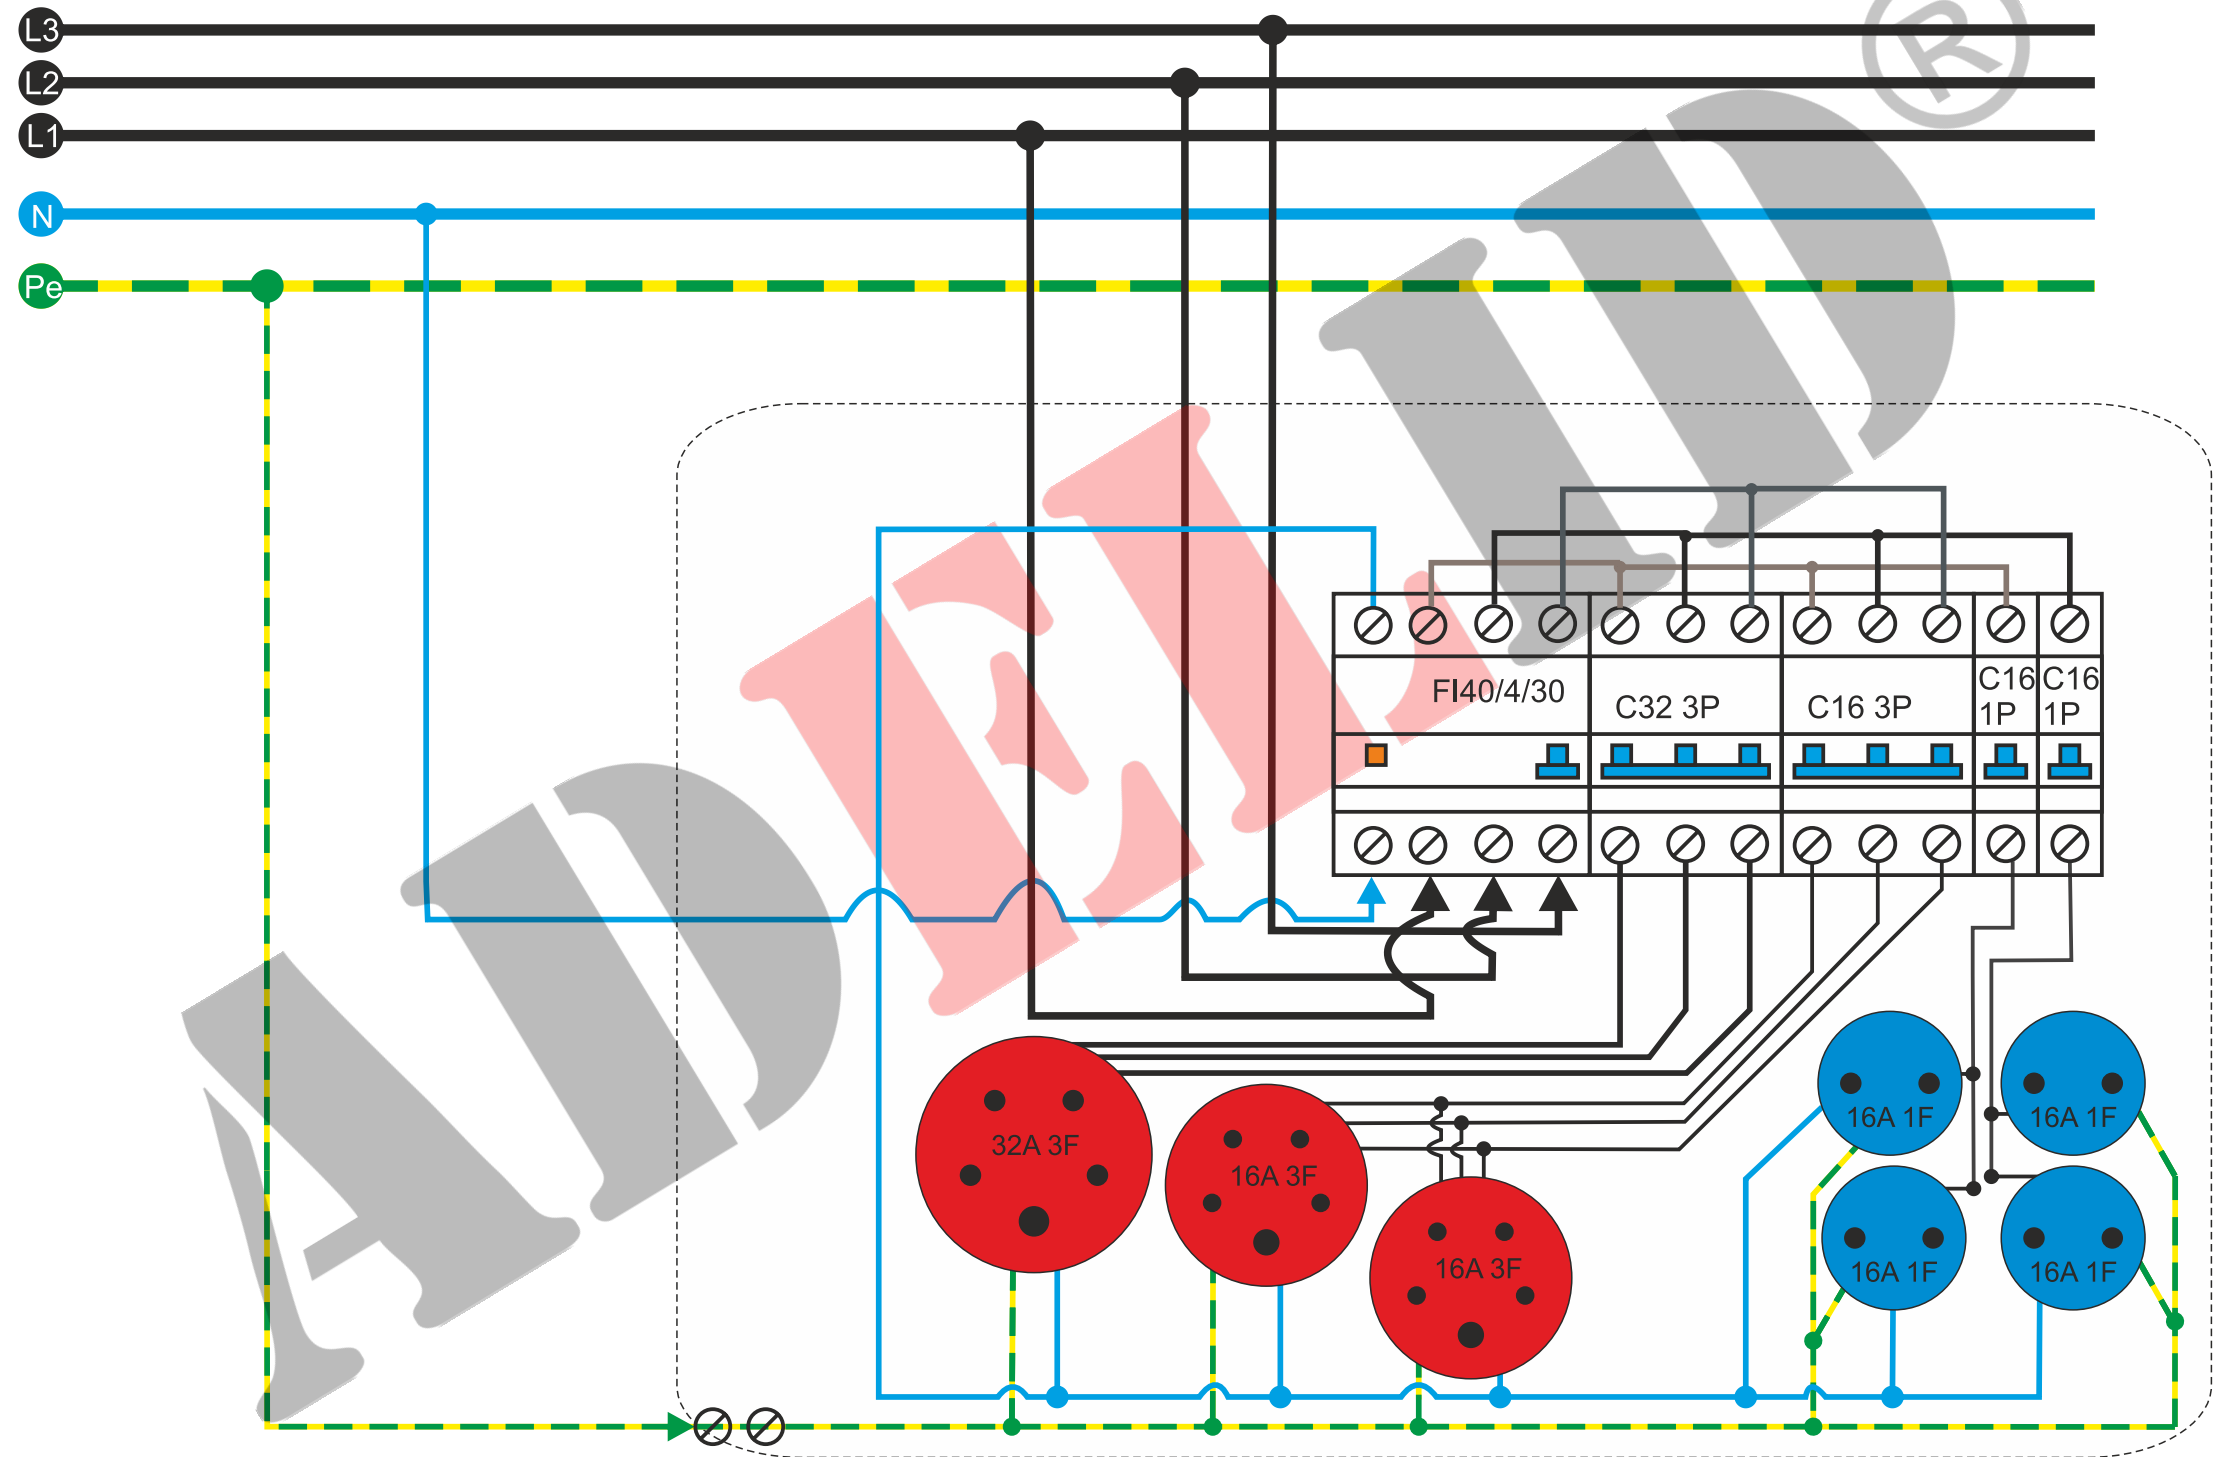 L3
L2
L1
N
Pe
®
ADELID
FI40/4/30
C32 3P
C16 3P
C16
1P
C16
1P
32A 3F
16A 3F
16A 3F
16A 1F
16A 1F
16A 1F
16A 1F